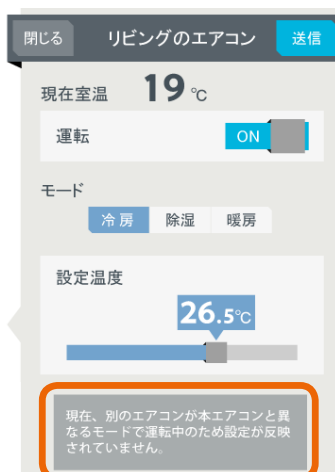 閉じる リビングのエアコン 送信
現在室温 19℃
運転 ON
モード
冷房 除湿 暖房
設定温度
26.5℃
現在、別のエアコンが本エアコンと異
なるモードで運転中のため設定が反映
されていません。